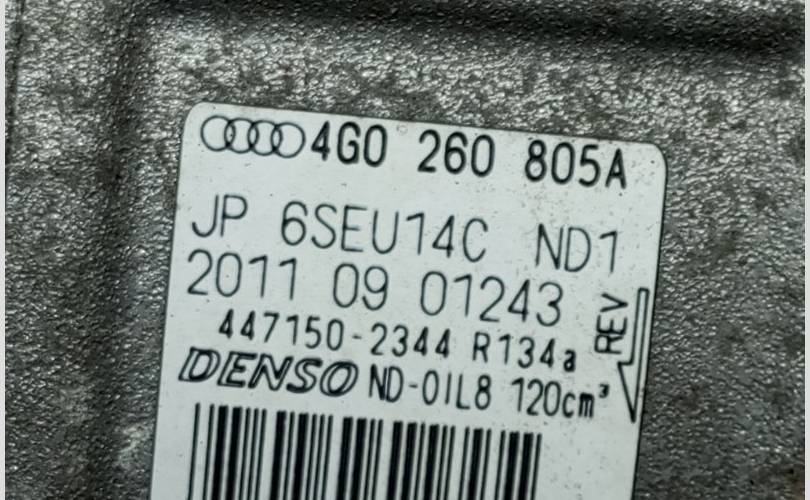 4G0 260 805A
JP 6SEU14C ND1
2011 09 01243
REV
447150-2344 R134a
DENSO ND-OIL8 120cm³